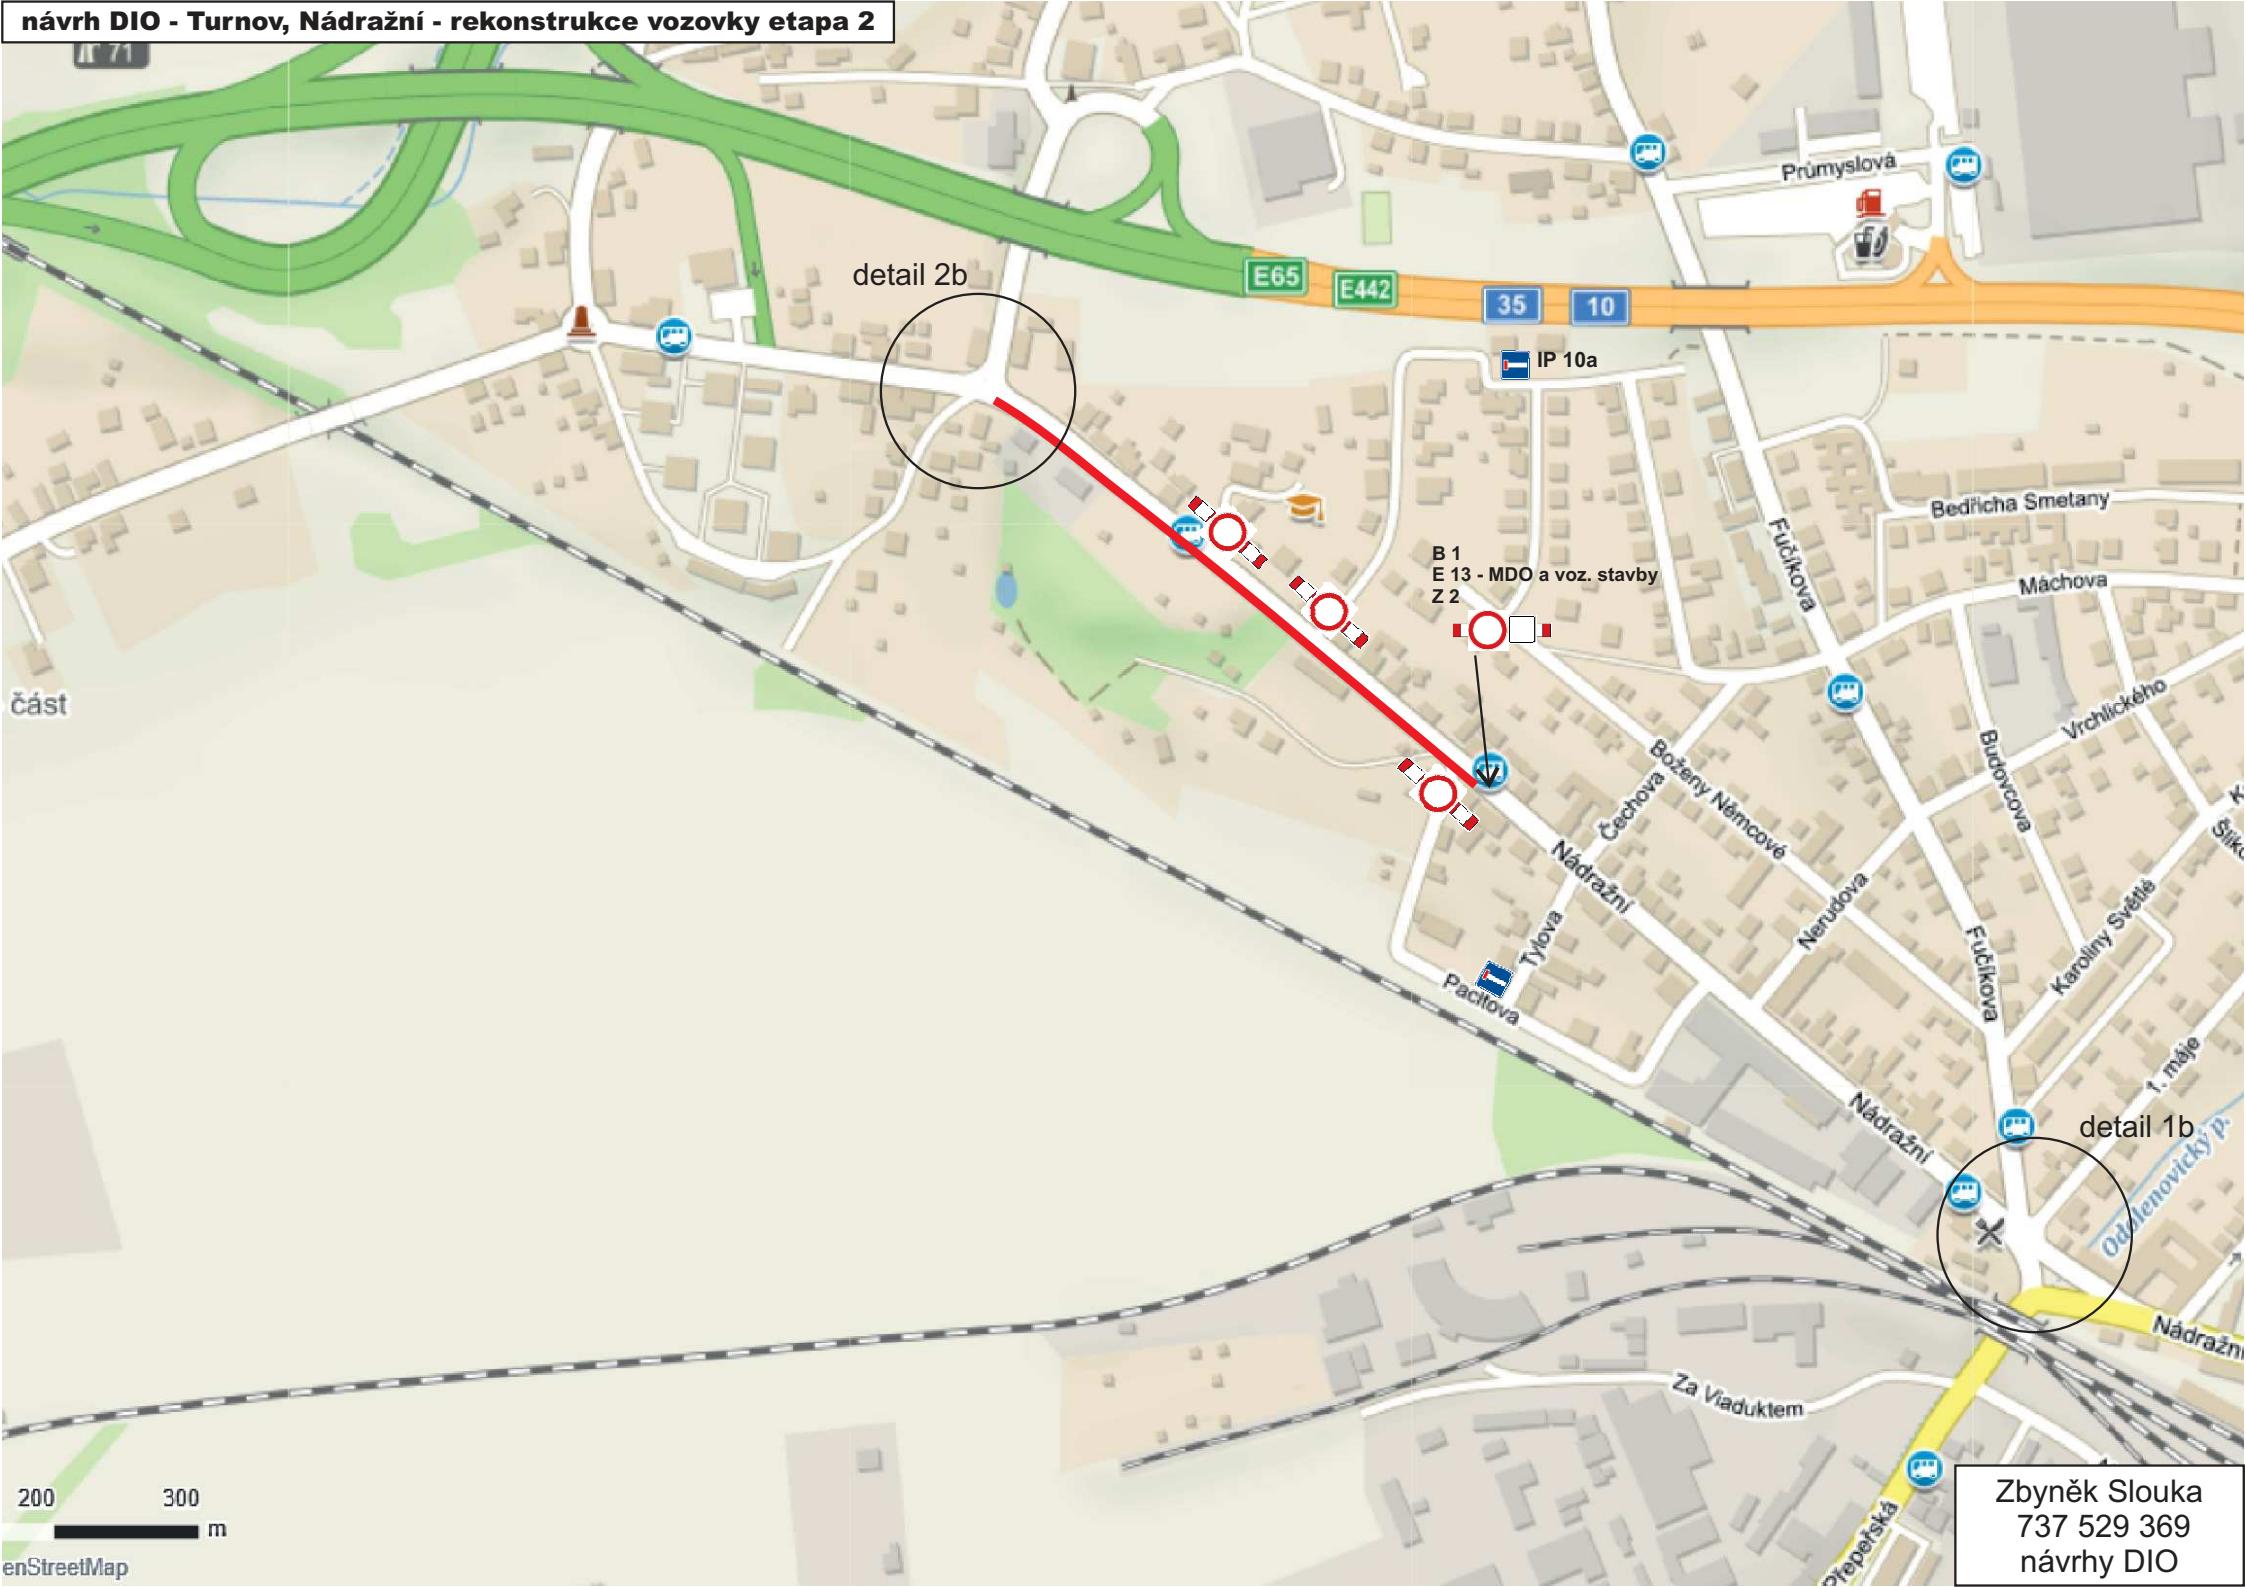 návrh DIO - Turnov, Nádražní - rekonstrukce vozovky etapa 2
71
Průmyslová
detail 2b
E65
E442
35
10
IP 10a
Bedřicha Smetany
Fučíkova
B 1
E 13 - MDO a voz. stavby
Z 2
Máchova
část
Vrchlického
Budovcova
Boženy Němcové
Čechova
Nádražní
Nerudova
Karoliny Světlé
Tylova
Pacltova
Fučíkova
1. máje
Nádražní
detail 1b
Odolenovický p.
Nádražní
Za Viaduktem
Přepeřská
200 300
m
enStreetMap
Zbyněk Slouka
737 529 369
návrhy DIO